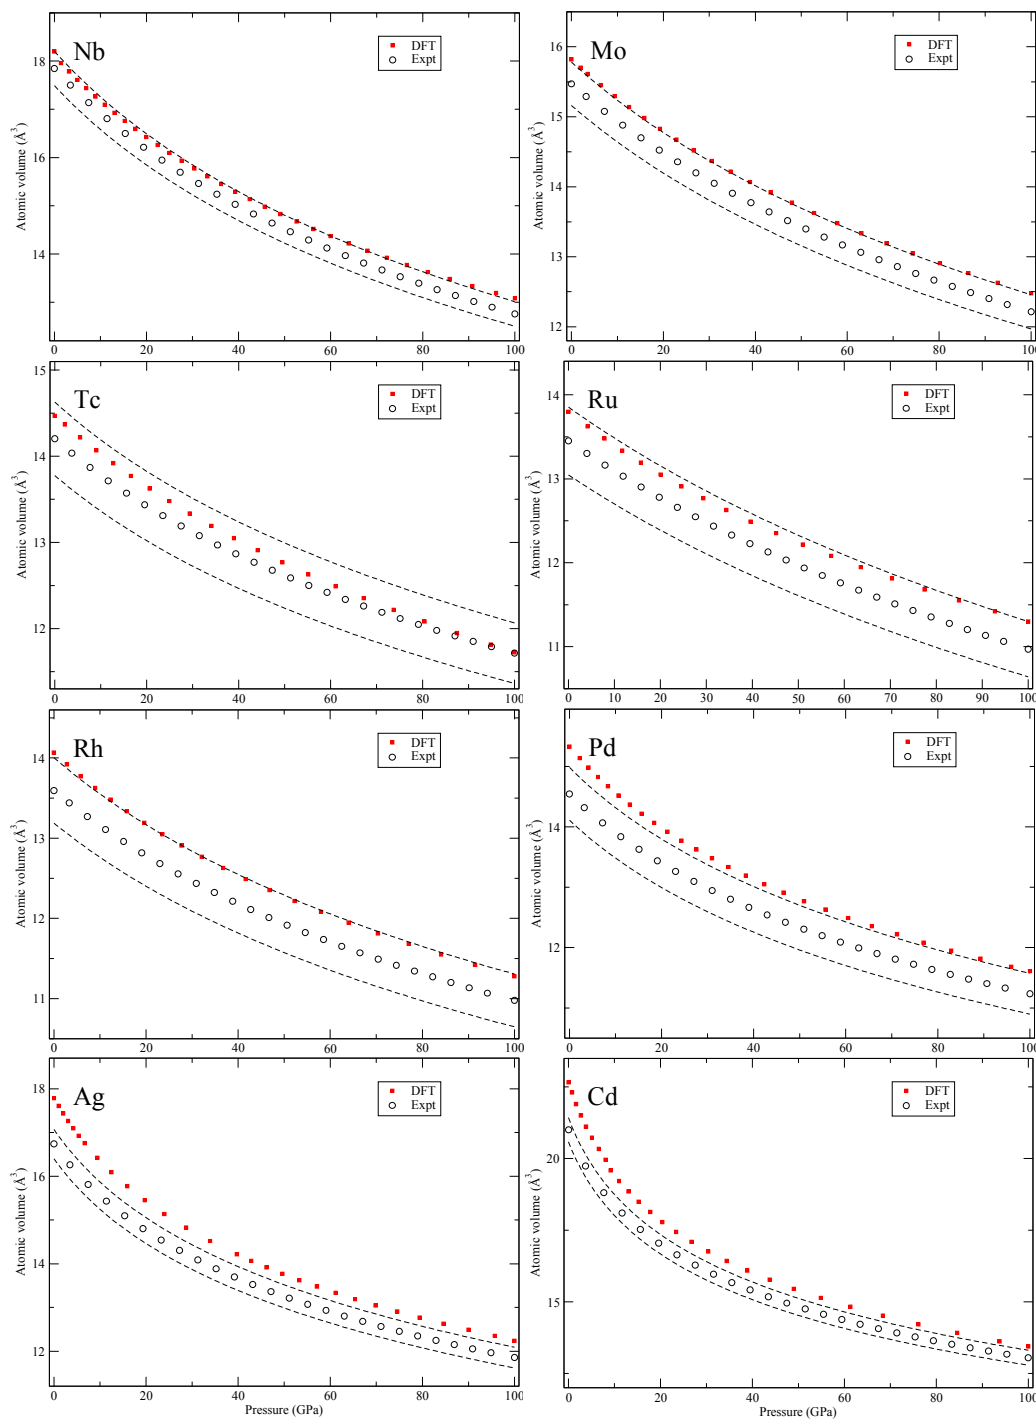 Nb
DFT
Expt
Atomic volume (Å³)
18
16
14
0 20 40 60 80 100
Mo
DFT
Expt
Atomic volume (Å³)
16
15
14
13
12
0 20 40 60 80 100
Tc
DFT
Expt
Atomic volume (Å³)
15
14
13
12
0 20 40 60 80 100
Ru
DFT
Expt
Atomic volume (Å³)
14
13
12
11
0 10 20 30 40 50 60 70 80 90 100
Rh
DFT
Expt
Atomic volume (Å³)
14
13
12
11
0 20 40 60 80 100
Pd
DFT
Expt
Atomic volume (Å³)
14
12
0 20 40 60 80 100
Ag
DFT
Expt
Atomic volume (Å³)
18
16
14
12
0 20 40 60 80 100
Pressure (GPa)
Cd
DFT
Expt
Atomic volume (Å³)
20
15
0 20 40 60 80 100
Pressure (GPa)